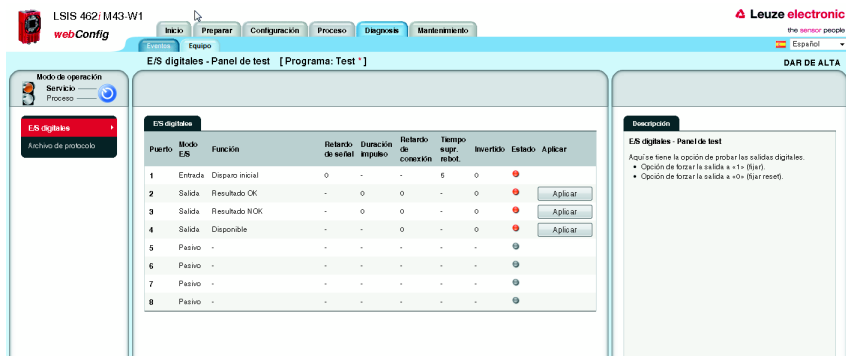 LSIS 462i M43-W1
webConfig
Inicio Preparar Configuración Proceso Diagnosis Mantenimiento
Eventos Equipo
Leuze electronic
the sensor people
Español
E/S digitales - Panel de test [ Programa: Test * ]
DAR DE ALTA
Modo de operación
Servicio
Proceso
E/S digitales
Archivo de protocolo
E/S digitales
Puerto Modo E/S Función Retardo de señal Duración impulso Retardo de conexión Tiempo supr. rebot. Invertido Estado Aplicar
1 Entrada Disparo inicial 0 - - 5 0
2 Salida Resultado OK - 0 0 - 0 Aplicar
3 Salida Resultado NOK - 0 0 - 0 Aplicar
4 Salida Disponible - - 0 - 0 Aplicar
5 Pasivo - - - - - -
6 Pasivo - - - - - -
7 Pasivo - - - - - -
8 Pasivo - - - - - -
Descripción
E/S digitales - Panel de test
Aquí se tiene la opción de probar las salidas digitales.
• Opción de forzar la salida a «1» (fijar).
• Opción de forzar la salida a «0» (fijar reset).